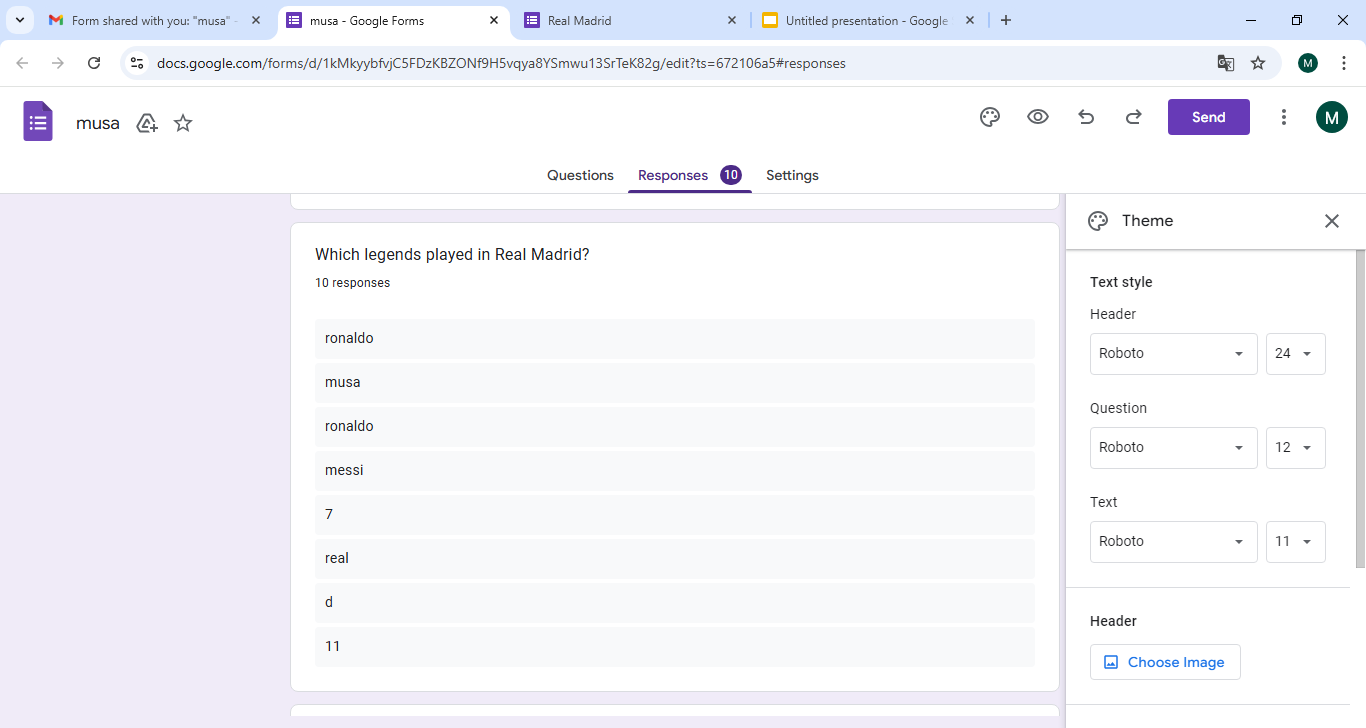 Form shared with you: "musa" -
musa - Google Forms
Real Madrid
Untitled presentation - Google
docs.google.com/forms/d/1kMkyybfvjC5FDzKBZONf9H5vqya8YSmwu13SrTeK82g/edit?ts=672106a5#responses
M
musa
Send
M
Questions
Responses 10
Settings
Theme
Which legends played in Real Madrid?
10 responses
ronaldo
musa
ronaldo
messi
7
real
d
11
Text style
Header
Roboto 24
Question
Roboto 12
Text
Roboto 11
Header
Choose Image